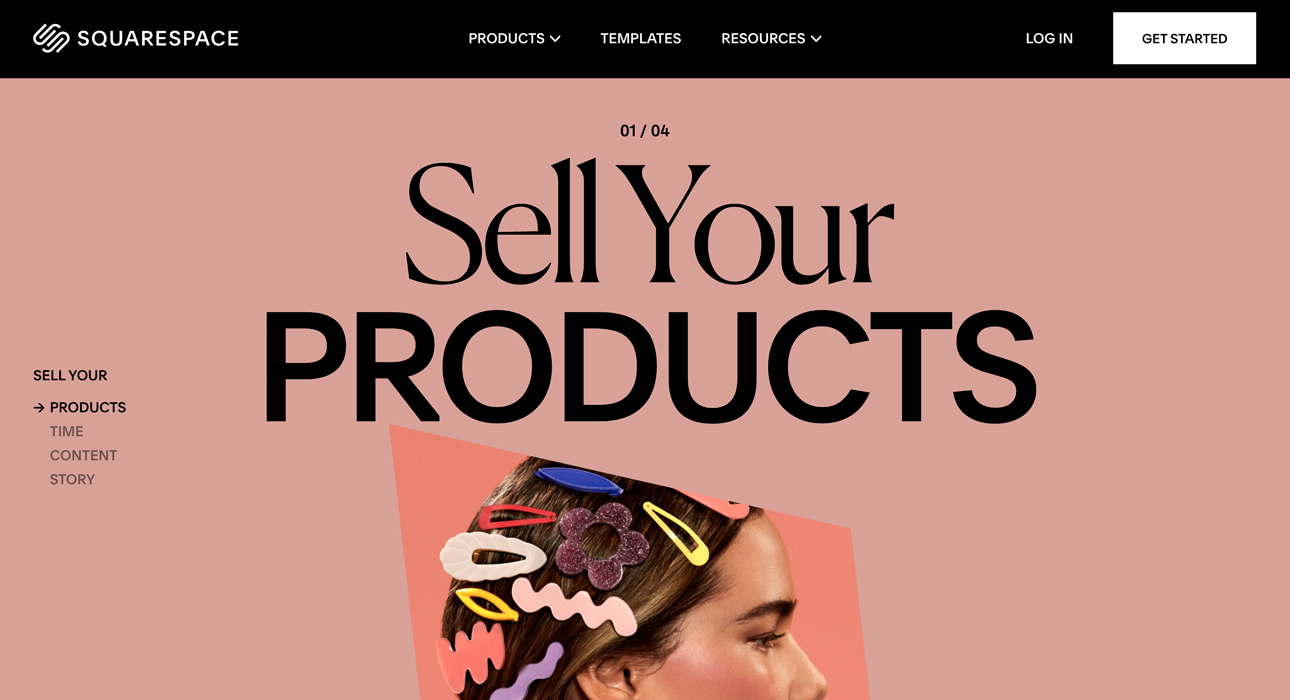 SQUARESPACE
PRODUCTS
TEMPLATES
RESOURCES
LOG IN
GET STARTED
01 / 04
Sell Your
PRODUCTS
SELL YOUR
→ PRODUCTS
TIME
CONTENT
STORY